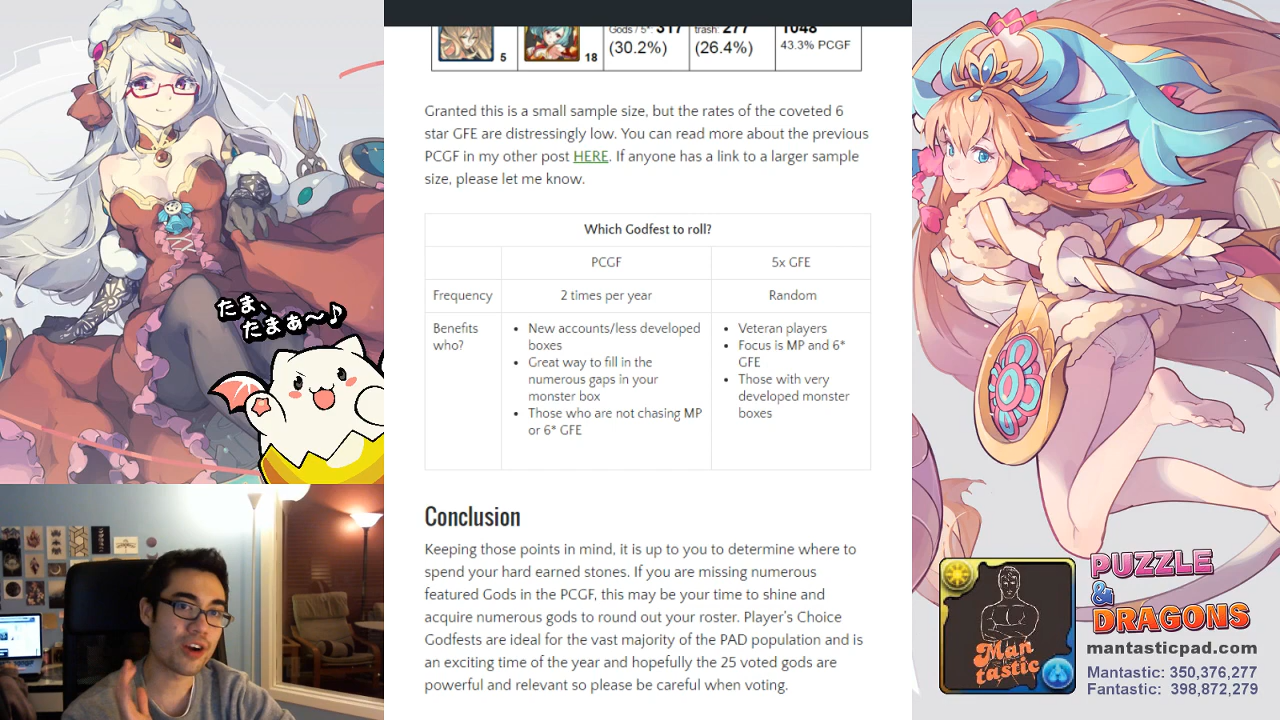 Gods / 5*: 317
trash: 277
1048
5
18
(30.2%)
(26.4%)
43.3% PCGF
Granted this is a small sample size, but the rates of the coveted 6
star GFE are distressingly low. You can read more about the previous
PCGF in my other post HERE. If anyone has a link to a larger sample
size, please let me know.
Which Godfest to roll?
PCGF
5x GFE
Frequency
2 times per year
Random
Benefits
who?
• New accounts/less developed
boxes
• Great way to fill in the
numerous gaps in your
monster box
• Those who are not chasing MP
or 6* GFE
• Veteran players
• Focus is MP and 6*
GFE
• Those with very
developed monster
boxes
Conclusion
Keeping those points in mind, it is up to you to determine where to
spend your hard earned stones. If you are missing numerous
featured Gods in the PCGF, this may be your time to shine and
acquire numerous gods to round out your roster. Player's Choice
Godfests are ideal for the vast majority of the PAD population and is
an exciting time of the year and hopefully the 25 voted gods are
powerful and relevant so please be careful when voting.
たま、
たまぁ〜♪
Man
tastic
PUZZLE
&
DRAGONS
mantasticpad.com
Mantastic: 350,376,277
Fantastic: 398,872,279